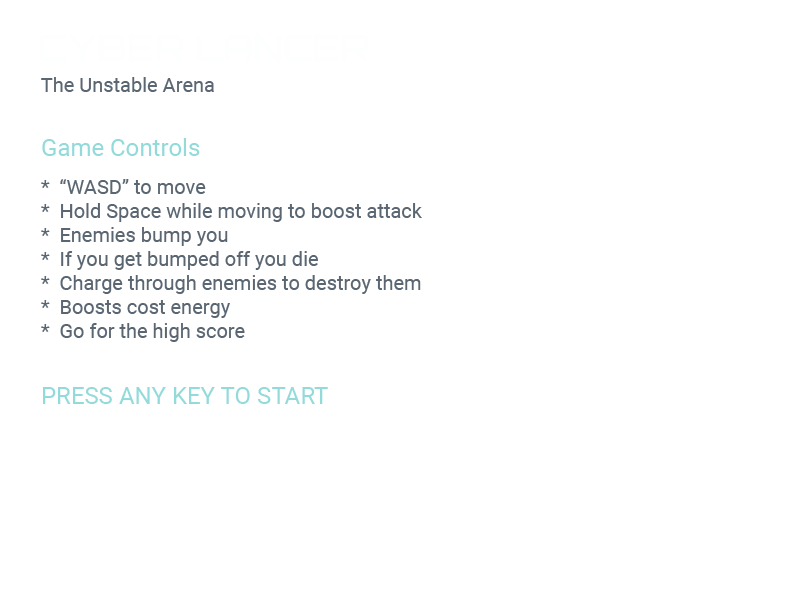 The Unstable Arena
Game Controls
* “WASD” to move
* Hold Space while moving to boost attack
* Enemies bump you
* If you get bumped off you die
* Charge through enemies to destroy them
* Boosts cost energy
* Go for the high score
PRESS ANY KEY TO START